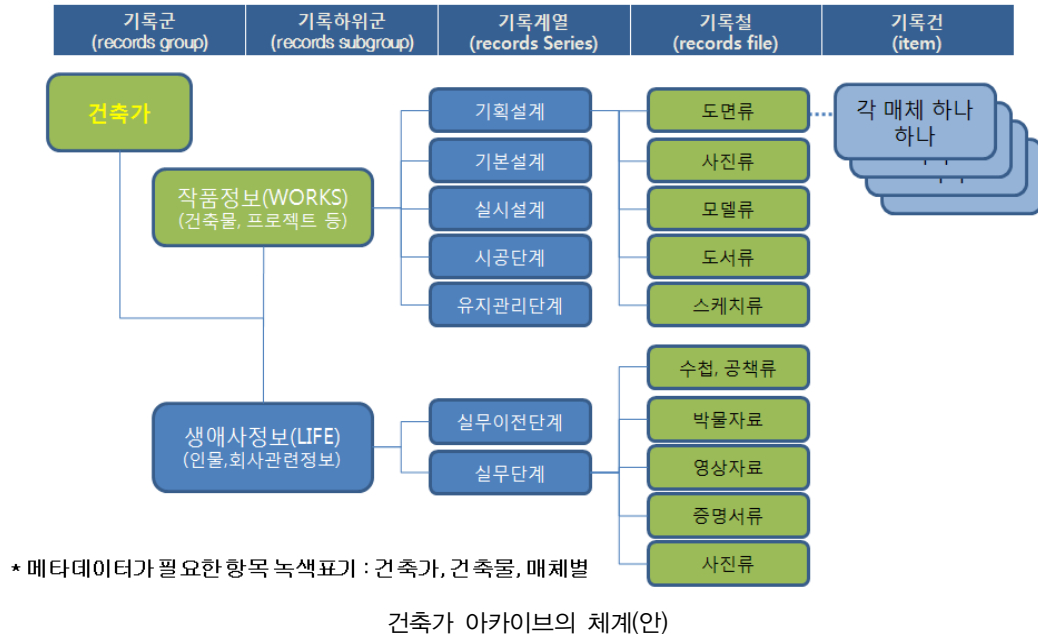 기록군
(records group)
기록하위군
(records subgroup)
기록계열
(records Series)
기록철
(records file)
기록건
(item)
건축가
작품정보(WORKS)
(건축물, 프로젝트 등)
생애사정보(LIFE)
(인물,회사관련정보)
기획설계
기본설계
실시설계
시공단계
유지관리단계
실무이전단계
실무단계
도면류
사진류
모델류
도서류
스케치류
수첩, 공책류
박물자료
영상자료
증명서류
사진류
각 매체 하나
하나
* 메타데이터가 필요한 항목 녹색표기 : 건축가, 건축물, 매체별
건축가 아카이브의 체계(안)